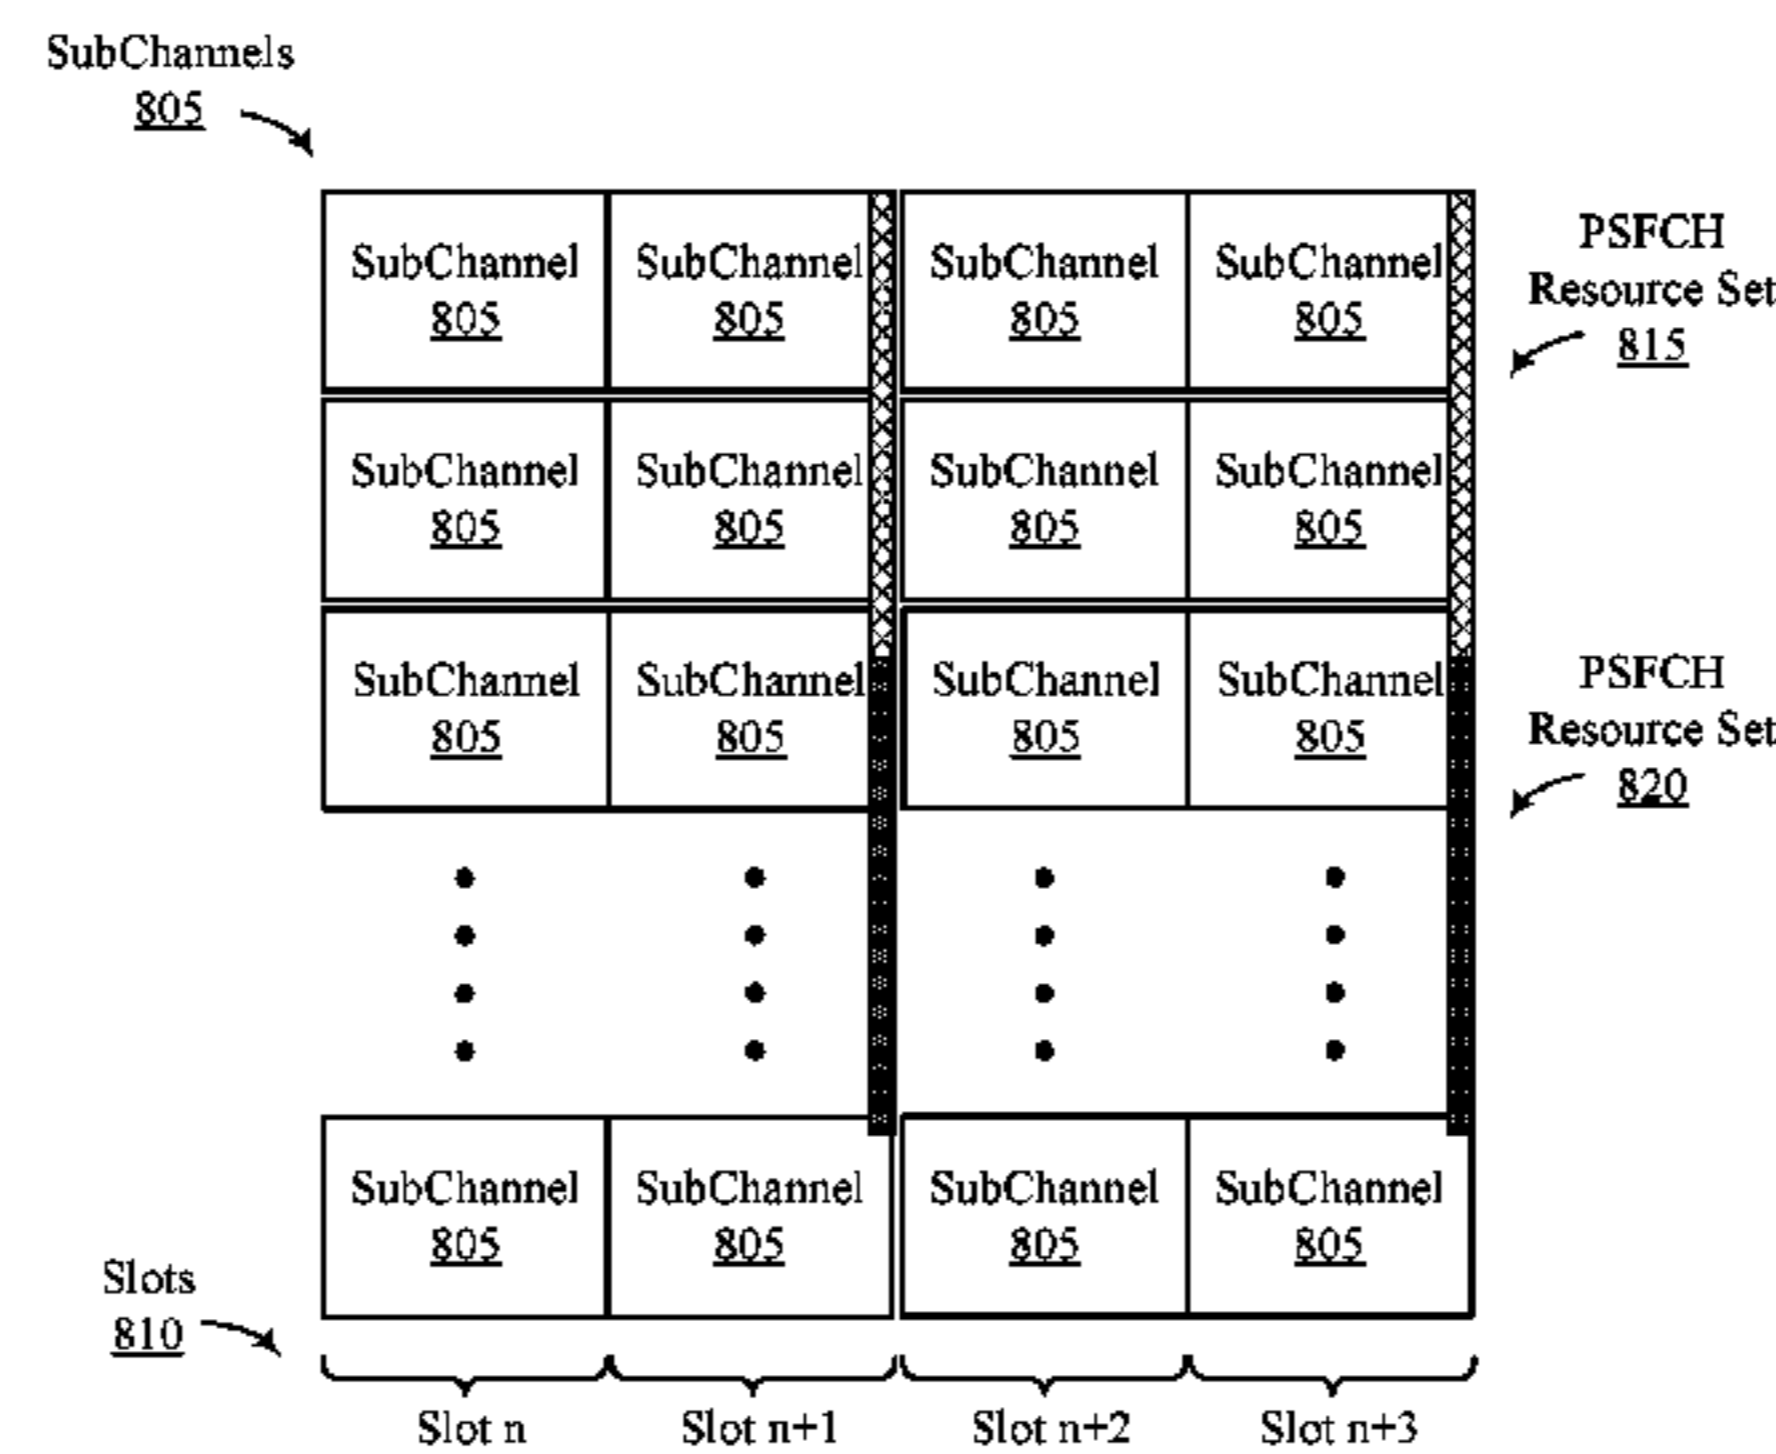 SubChannels
805
SubChannel SubChannel SubChannel SubChannel
805 805 805 805
PSFCH
Resource Set
815
SubChannel SubChannel SubChannel SubChannel
805 805 805 805
SubChannel SubChannel SubChannel SubChannel
805 805 805 805
PSFCH
Resource Set
820
SubChannel SubChannel SubChannel SubChannel
805 805 805 805
Slots
810
Slot n Slot n+1 Slot n+2 Slot n+3